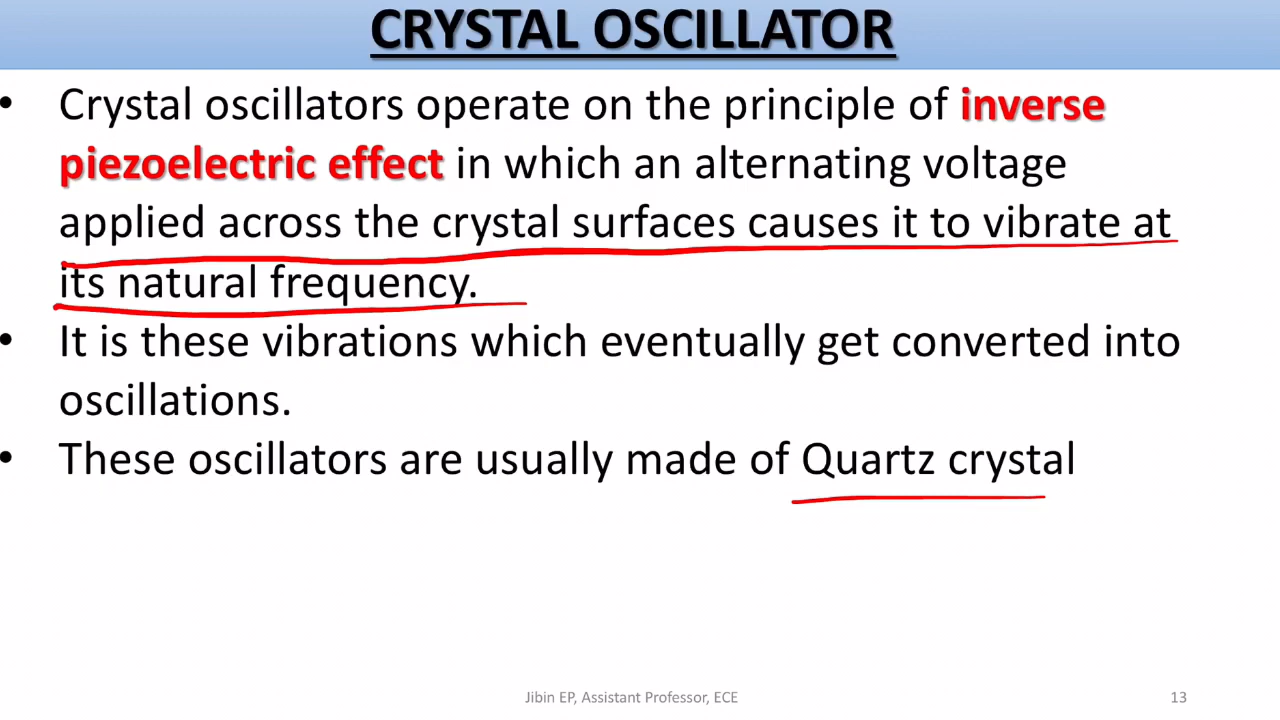 CRYSTAL OSCILLATOR
• Crystal oscillators operate on the principle of inverse
piezoelectric effect in which an alternating voltage
applied across the crystal surfaces causes it to vibrate at
its natural frequency.
• It is these vibrations which eventually get converted into
oscillations.
• These oscillators are usually made of Quartz crystal
Jibin EP, Assistant Professor, ECE
13